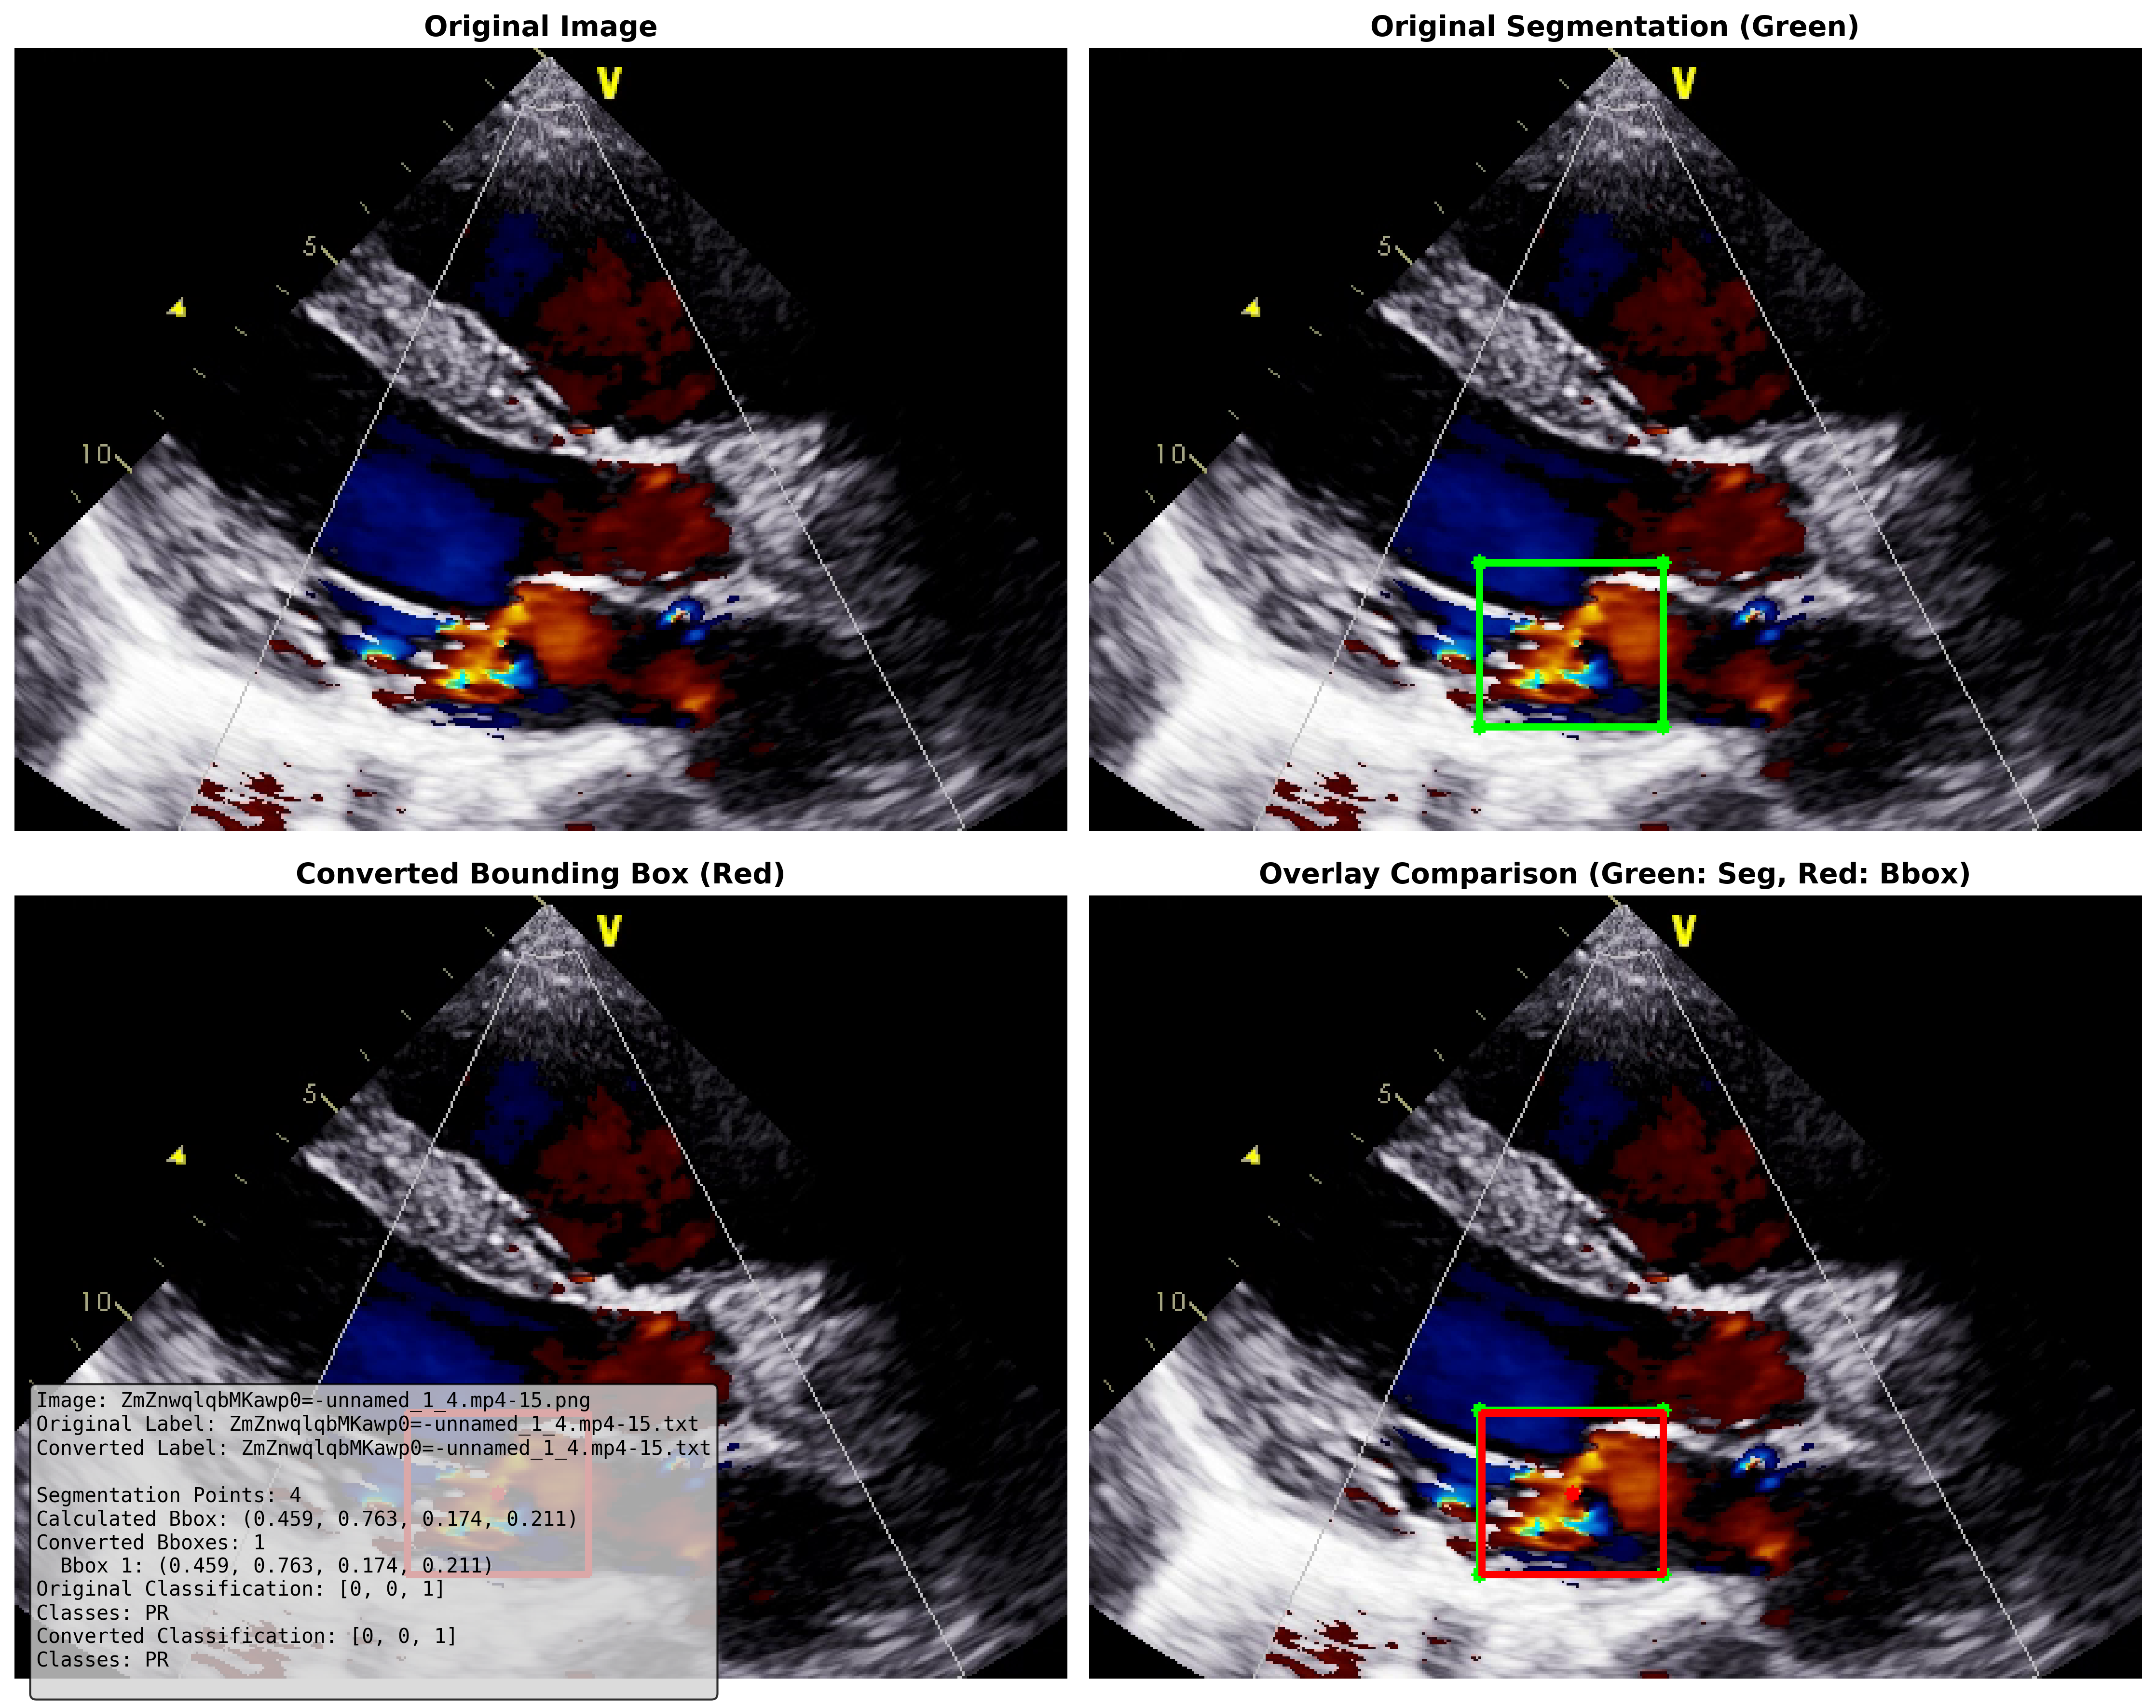 Original Image
V
5
10
Original Segmentation (Green)
V
5
10
Converted Bounding Box (Red)
V
5
10
Image: ZmZnwqlqbMKawp0=-unnamed_1_4.mp4-15.png
Original Label: ZmZnwqlqbMKawp0=-unnamed_1_4.mp4-15.txt
Converted Label: ZmZnwqlqbMKawp0=-unnamed_1_4.mp4-15.txt
Segmentation Points: 4
Calculated Bbox: (0.459, 0.763, 0.174, 0.211)
Converted Bboxes: 1
Bbox 1: (0.459, 0.763, 0.174, 0.211)
Original Classification: [0, 0, 1]
Classes: PR
Converted Classification: [0, 0, 1]
Classes: PR
Overlay Comparison (Green: Seg, Red: Bbox)
V
5
10